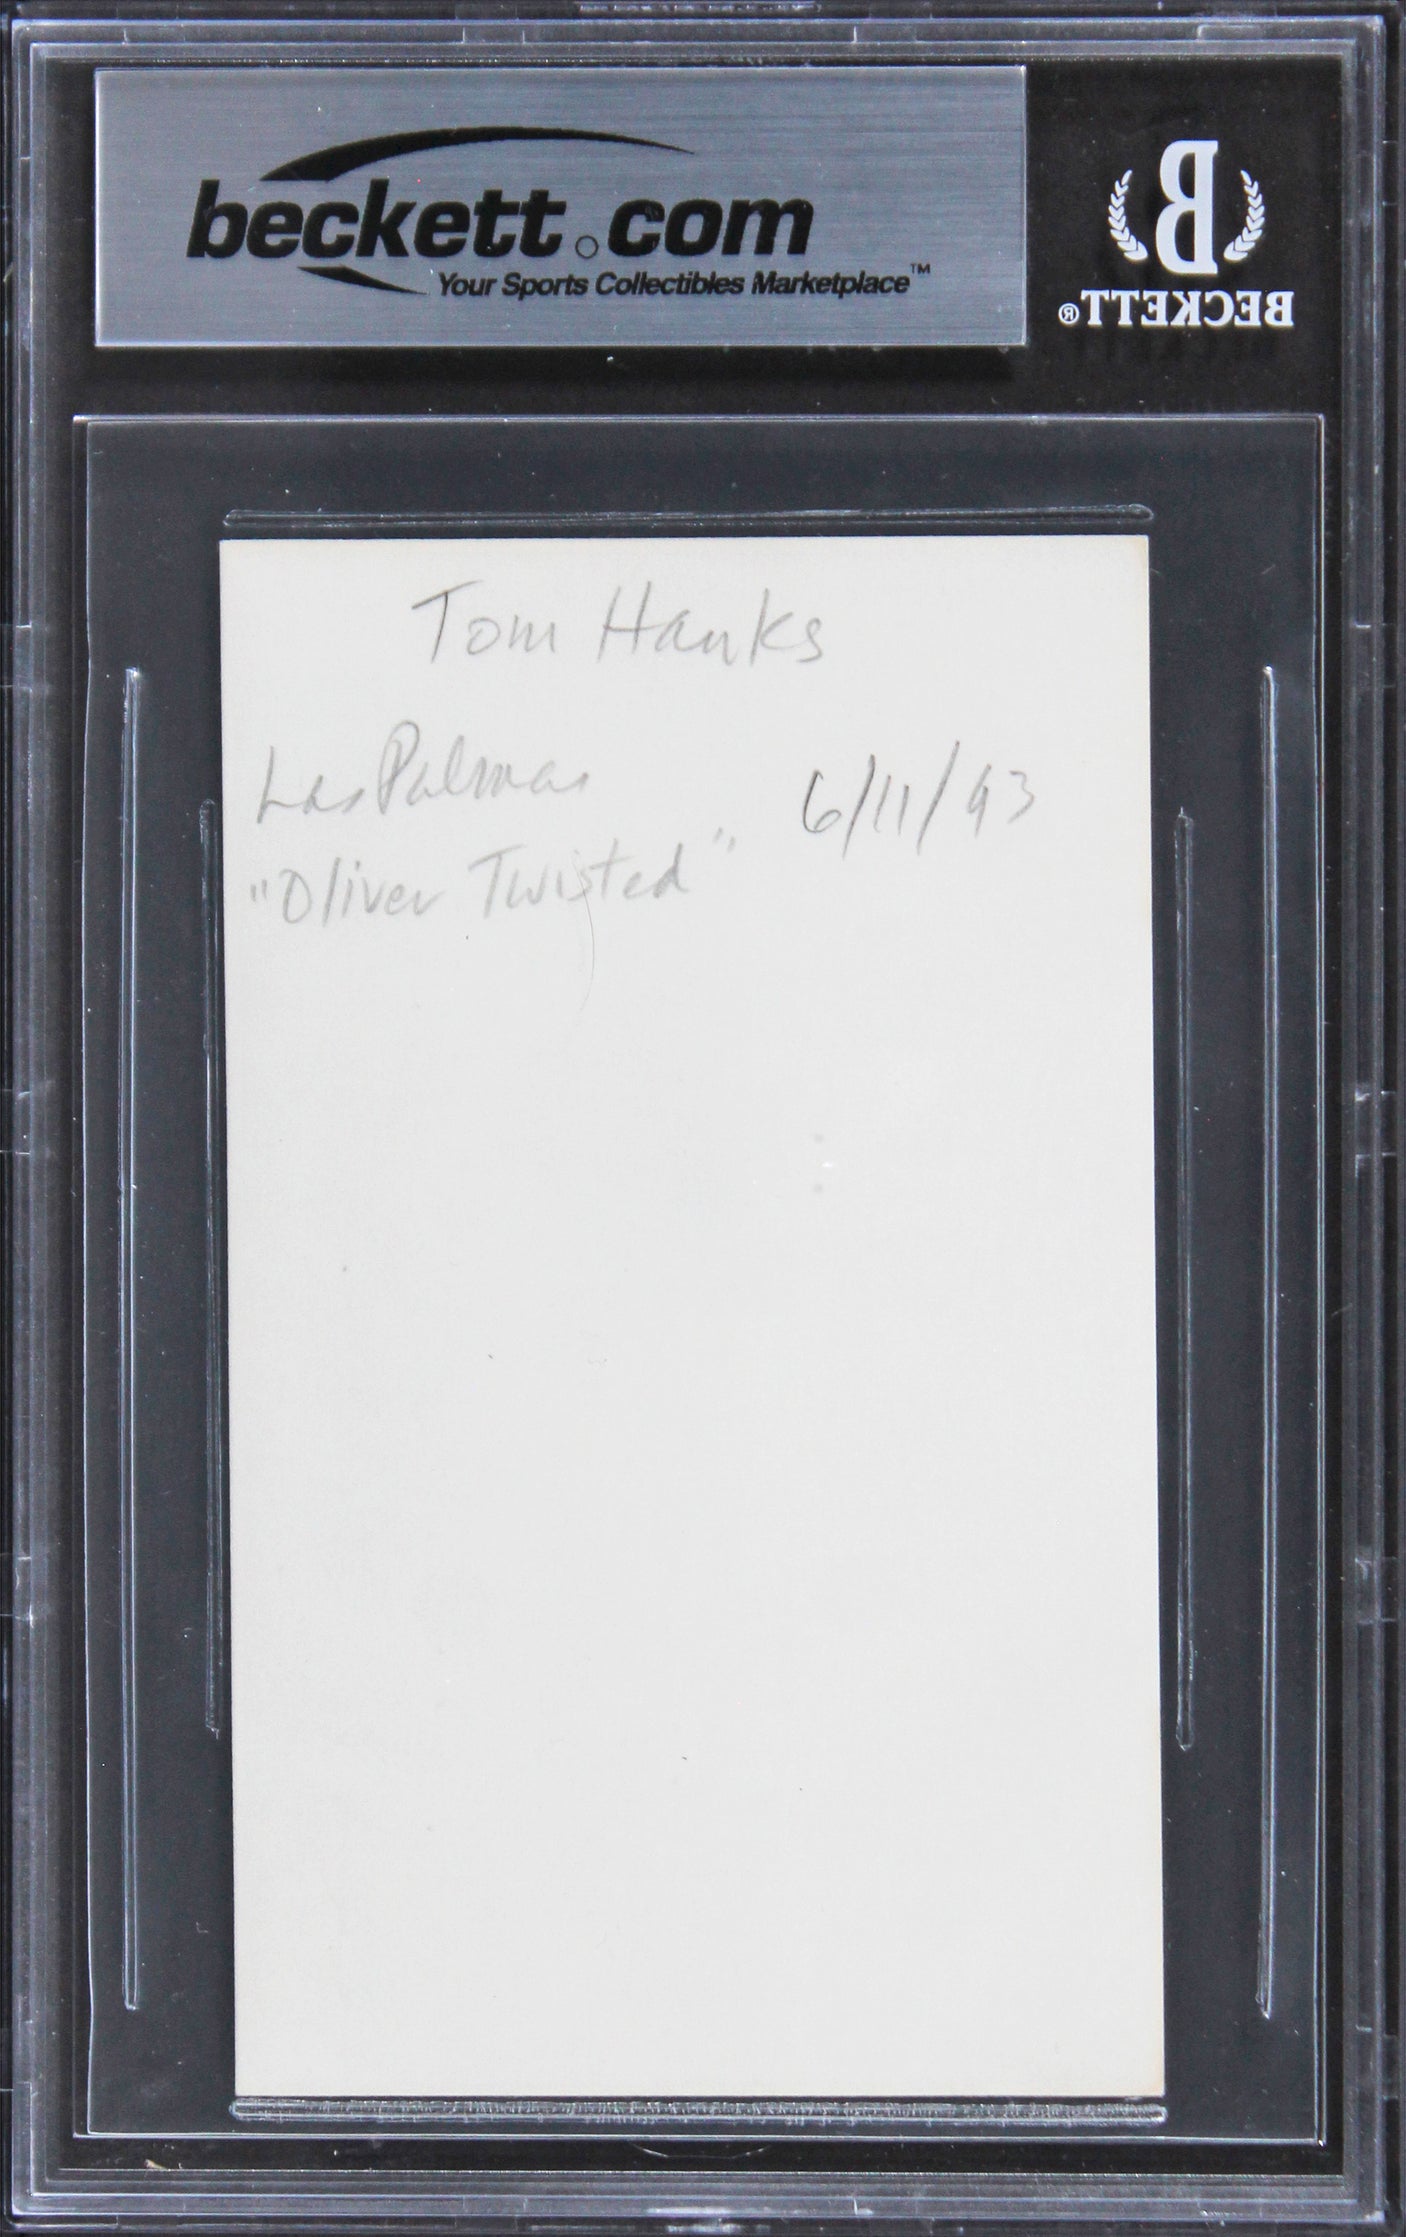 beckett.com
Your Sports Collectibles Marketplace™
B
BECKETT®
Tom Hanks
Las Palmas 6/11/93
"Oliver Twisted"